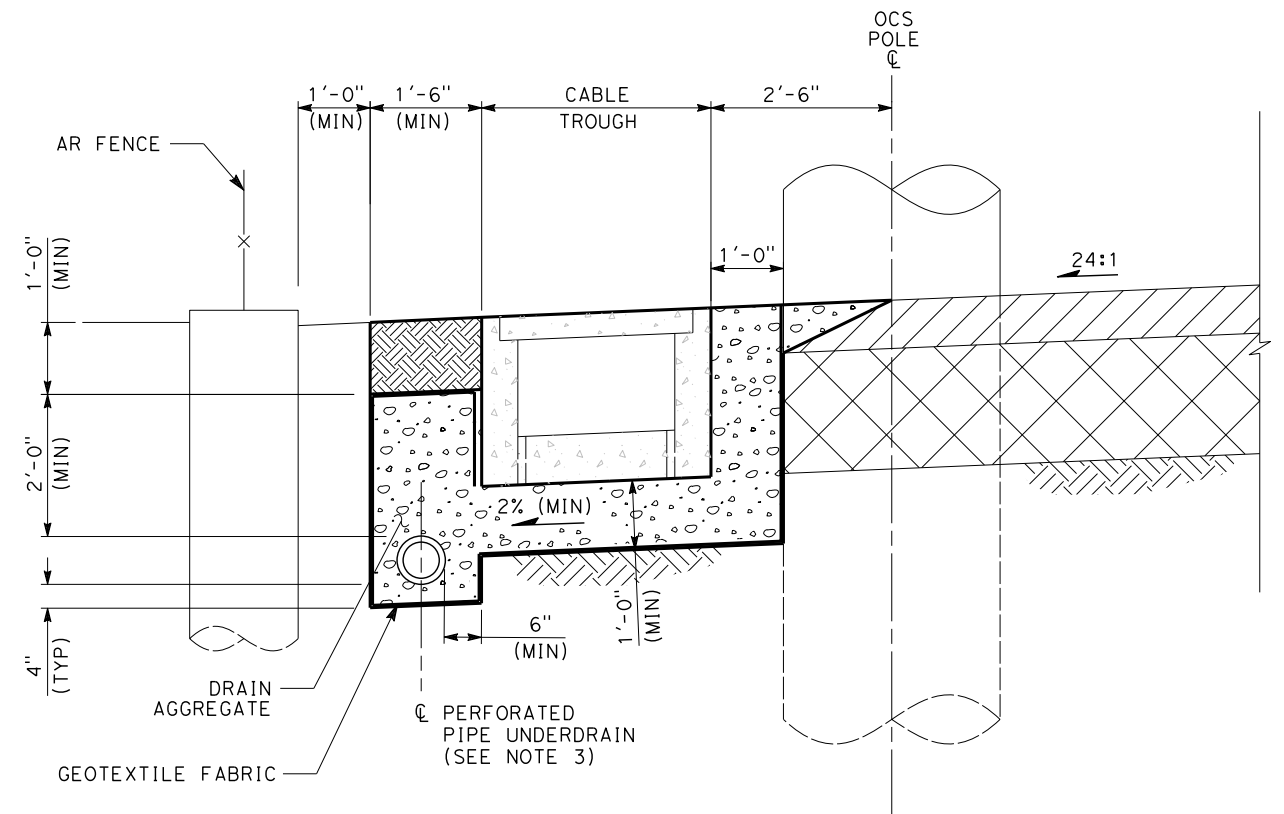 OCS
POLE
℄
1'-0"
(MIN)
1'-6"
(MIN)
CABLE
TROUGH
2'-6"
AR FENCE
1'-0"
(MIN)
1'-0"
24:1
2'-0"
(MIN)
2% (MIN)
6"
(MIN)
1'-0"
(MIN)
4"
(TYP)
DRAIN
AGGREGATE
℄ PERFORATED
PIPE UNDERDRAIN
(SEE NOTE 3)
GEOTEXTILE FABRIC